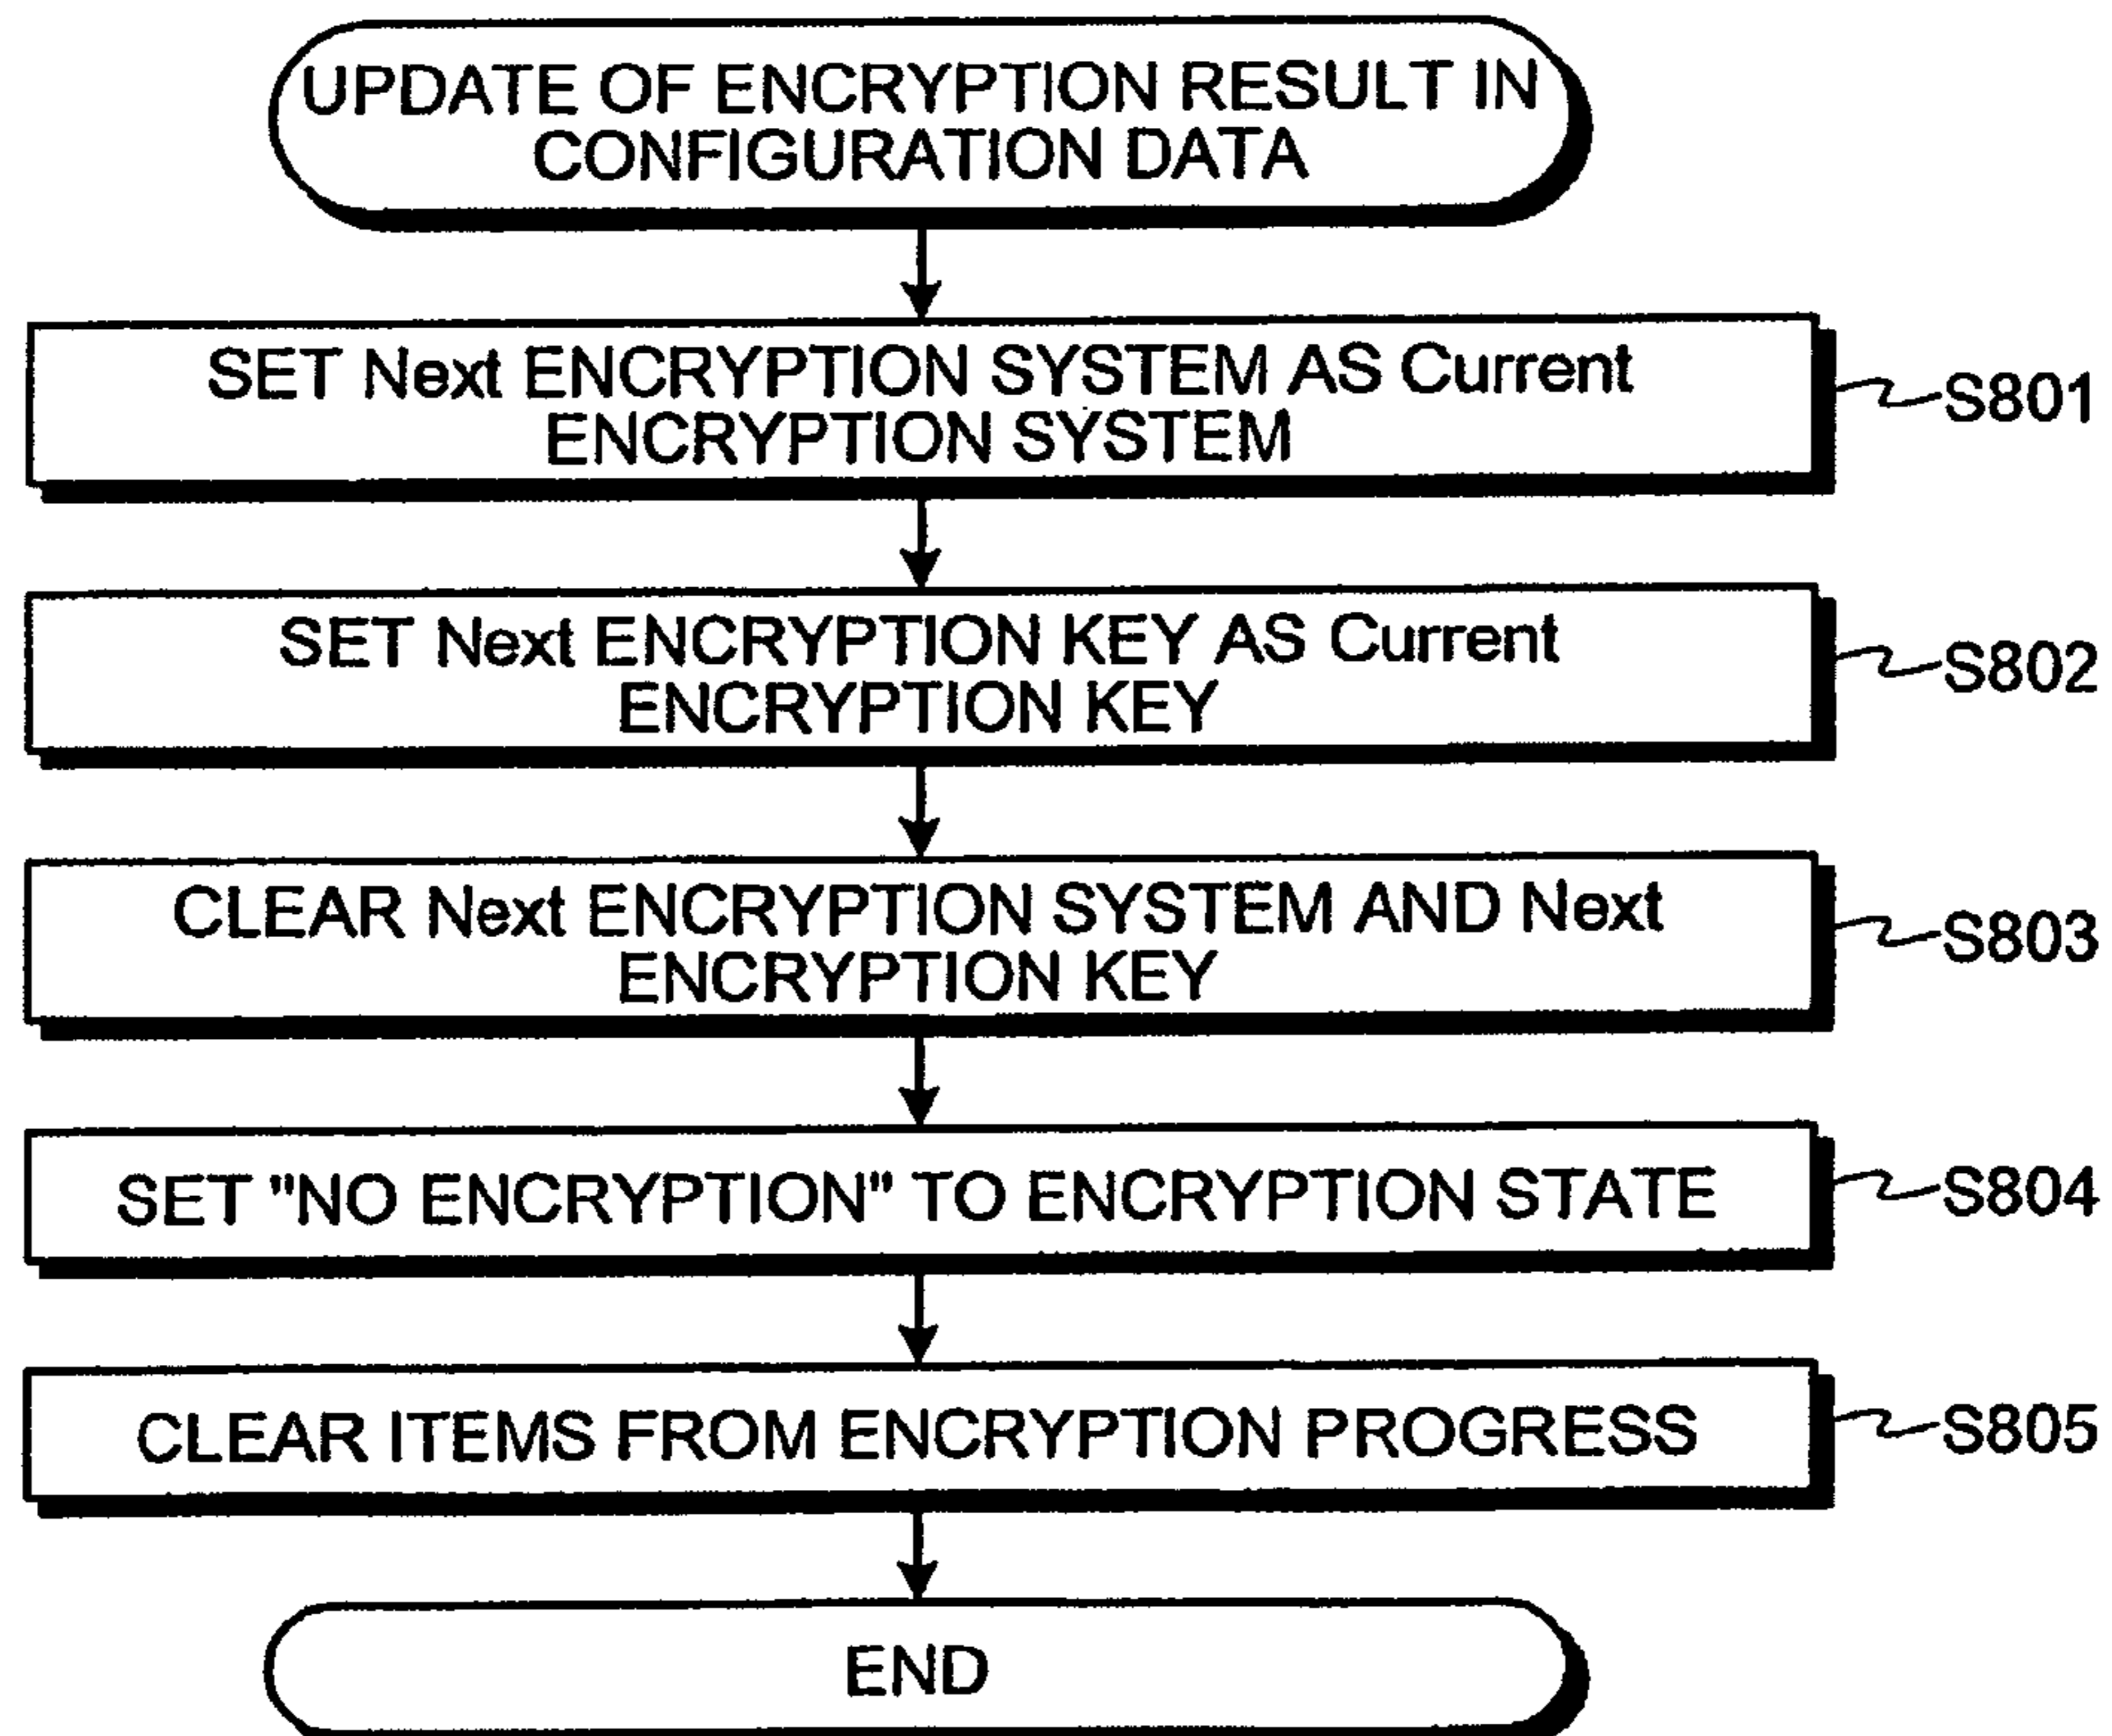 UPDATE OF ENCRYPTION RESULT IN
CONFIGURATION DATA
SET Next ENCRYPTION SYSTEM AS Current
ENCRYPTION SYSTEM
S801
SET Next ENCRYPTION KEY AS Current
ENCRYPTION KEY
S802
CLEAR Next ENCRYPTION SYSTEM AND Next
ENCRYPTION KEY
S803
SET "NO ENCRYPTION" TO ENCRYPTION STATE
S804
CLEAR ITEMS FROM ENCRYPTION PROGRESS
S805
END